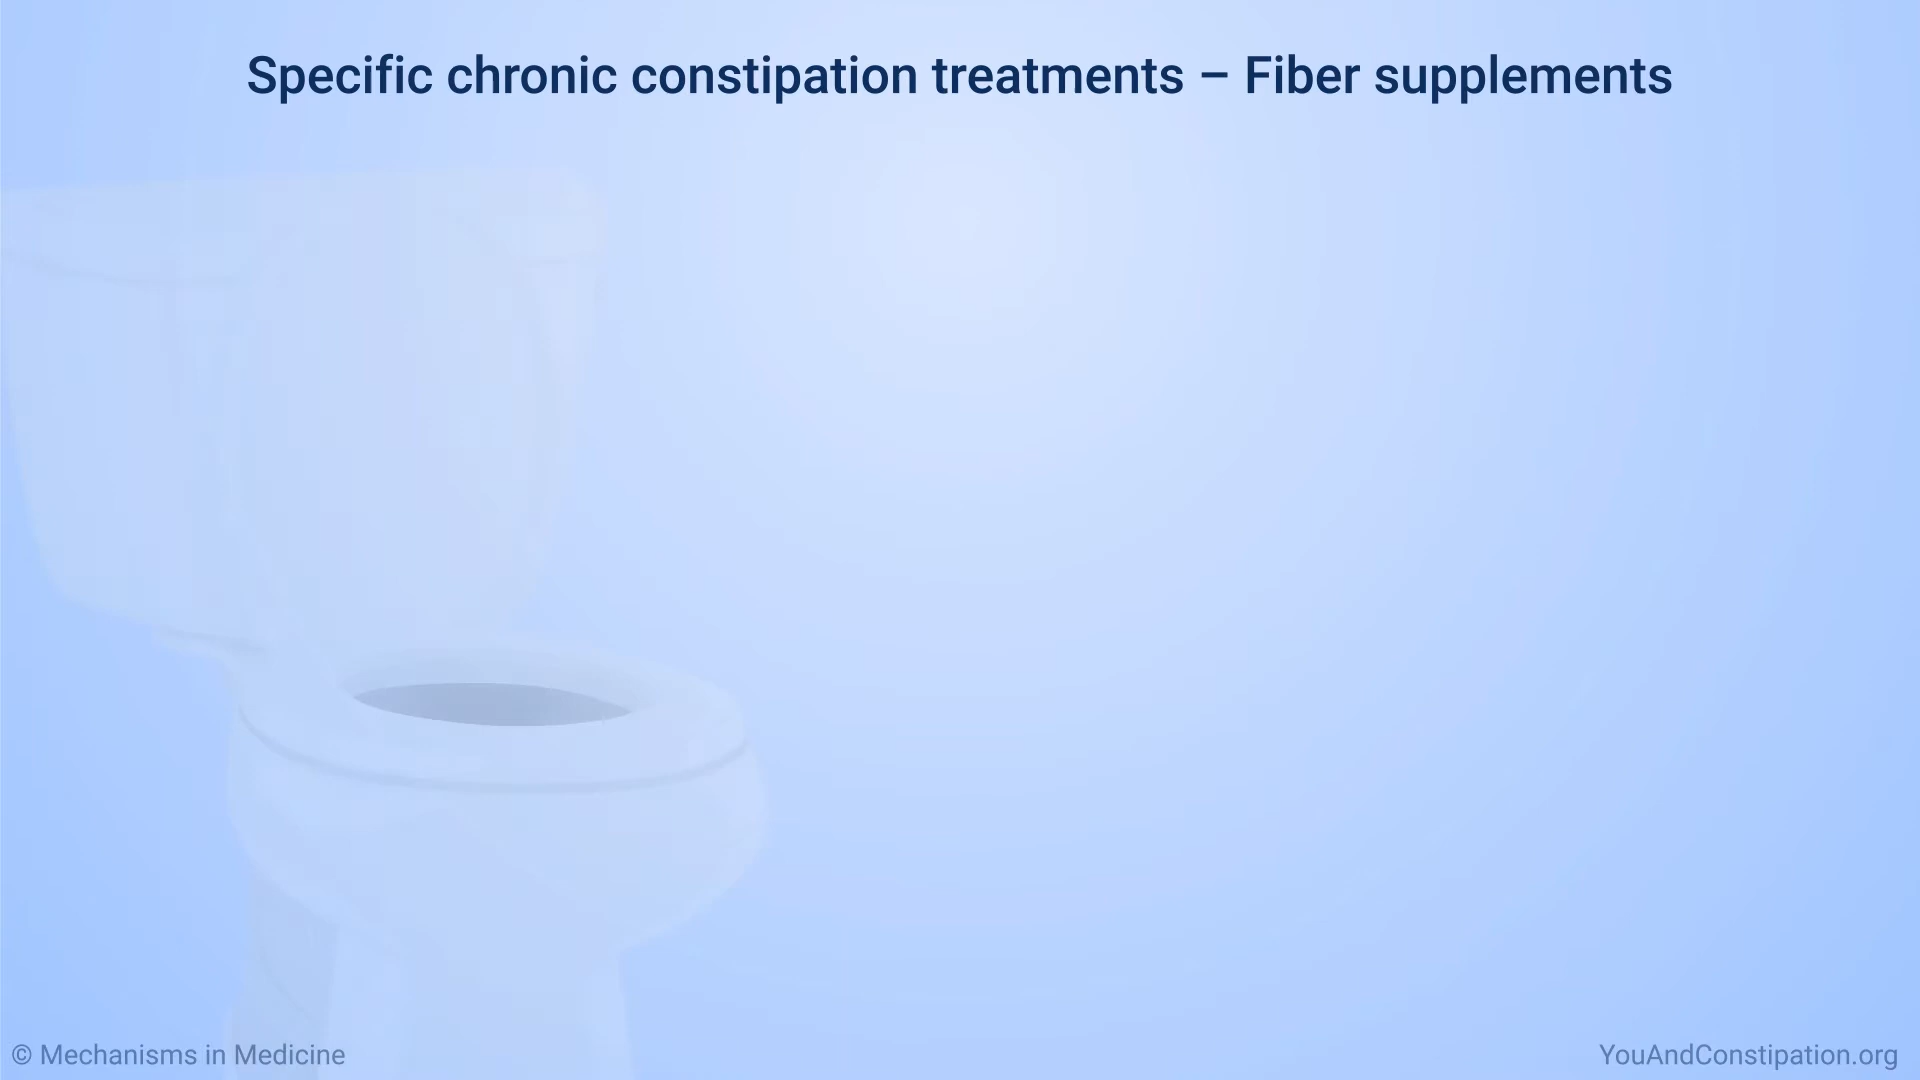 Specific chronic constipation treatments – Fiber supplements
© Mechanisms in Medicine
YouAndConstipation.org